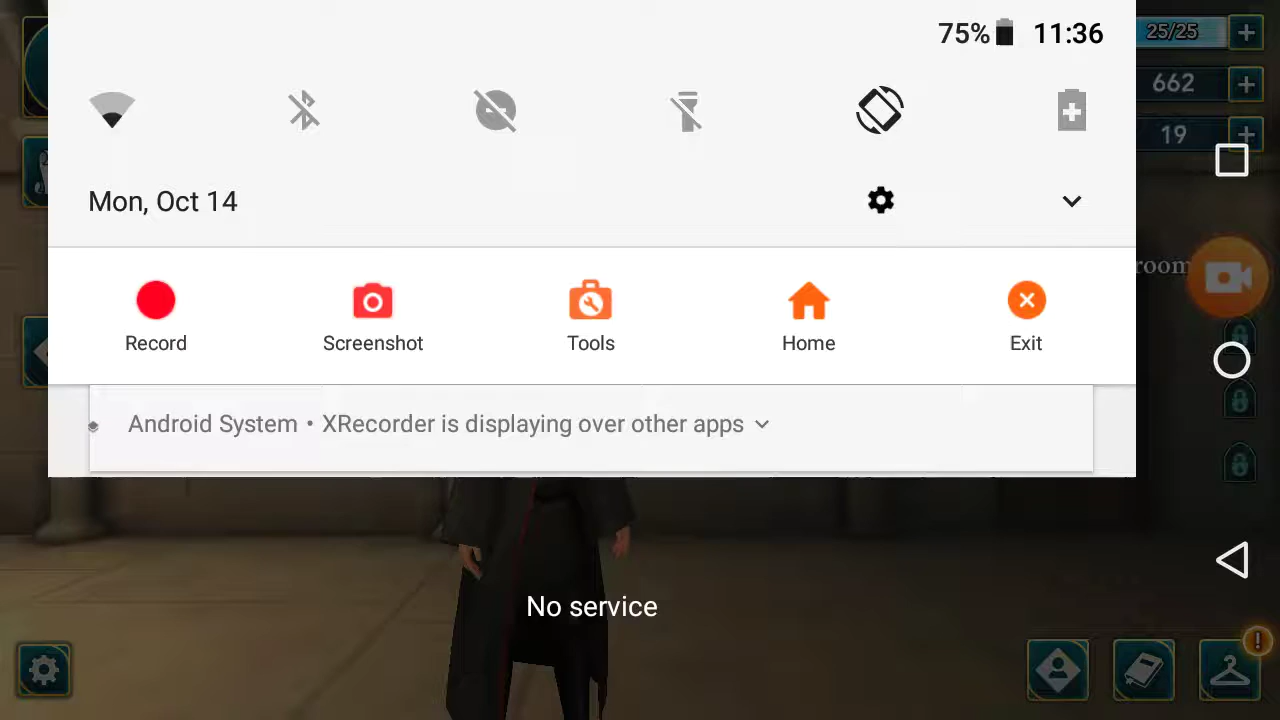 75% 11:36
25/25
662
19
Mon, Oct 14
room
Record Screenshot Tools Home Exit
Android System • XRecorder is displaying over other apps
No service